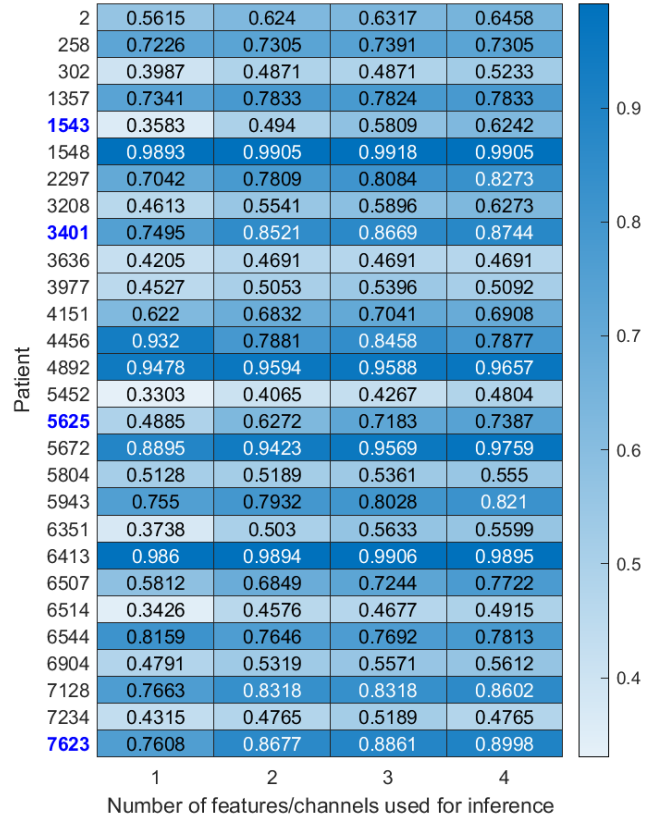 2 0.5615 0.624 0.6317 0.6458
258 0.7226 0.7305 0.7391 0.7305
302 0.3987 0.4871 0.4871 0.5233
1357 0.7341 0.7833 0.7824 0.7833
1543 0.3583 0.494 0.5809 0.6242
1548 0.9893 0.9905 0.9918 0.9905
2297 0.7042 0.7809 0.8084 0.8273
3208 0.4613 0.5541 0.5896 0.6273
3401 0.7495 0.8521 0.8669 0.8744
3636 0.4205 0.4691 0.4691 0.4691
3977 0.4527 0.5053 0.5396 0.5092
4151 0.622 0.6832 0.7041 0.6908
4456 0.932 0.7881 0.8458 0.7877
4892 0.9478 0.9594 0.9588 0.9657
5452 0.3303 0.4065 0.4267 0.4804
5625 0.4885 0.6272 0.7183 0.7387
5672 0.8895 0.9423 0.9569 0.9759
5804 0.5128 0.5189 0.5361 0.555
5943 0.755 0.7932 0.8028 0.821
6351 0.3738 0.503 0.5633 0.5599
6413 0.986 0.9894 0.9906 0.9895
6507 0.5812 0.6849 0.7244 0.7722
6514 0.3426 0.4576 0.4677 0.4915
6544 0.8159 0.7646 0.7692 0.7813
6904 0.4791 0.5319 0.5571 0.5612
7128 0.7663 0.8318 0.8318 0.8602
7234 0.4315 0.4765 0.5189 0.4765
7623 0.7608 0.8677 0.8861 0.8998
1 2 3 4
Number of features/channels used for inference
Patient
0.9
0.8
0.7
0.6
0.5
0.4